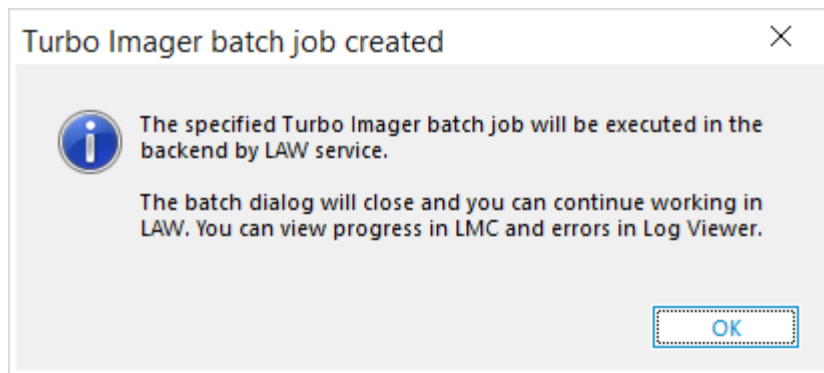 Turbo Imager batch job created
The specified Turbo Imager batch job will be executed in the
backend by LAW service.
The batch dialog will close and you can continue working in
LAW. You can view progress in LMC and errors in Log Viewer.
OK